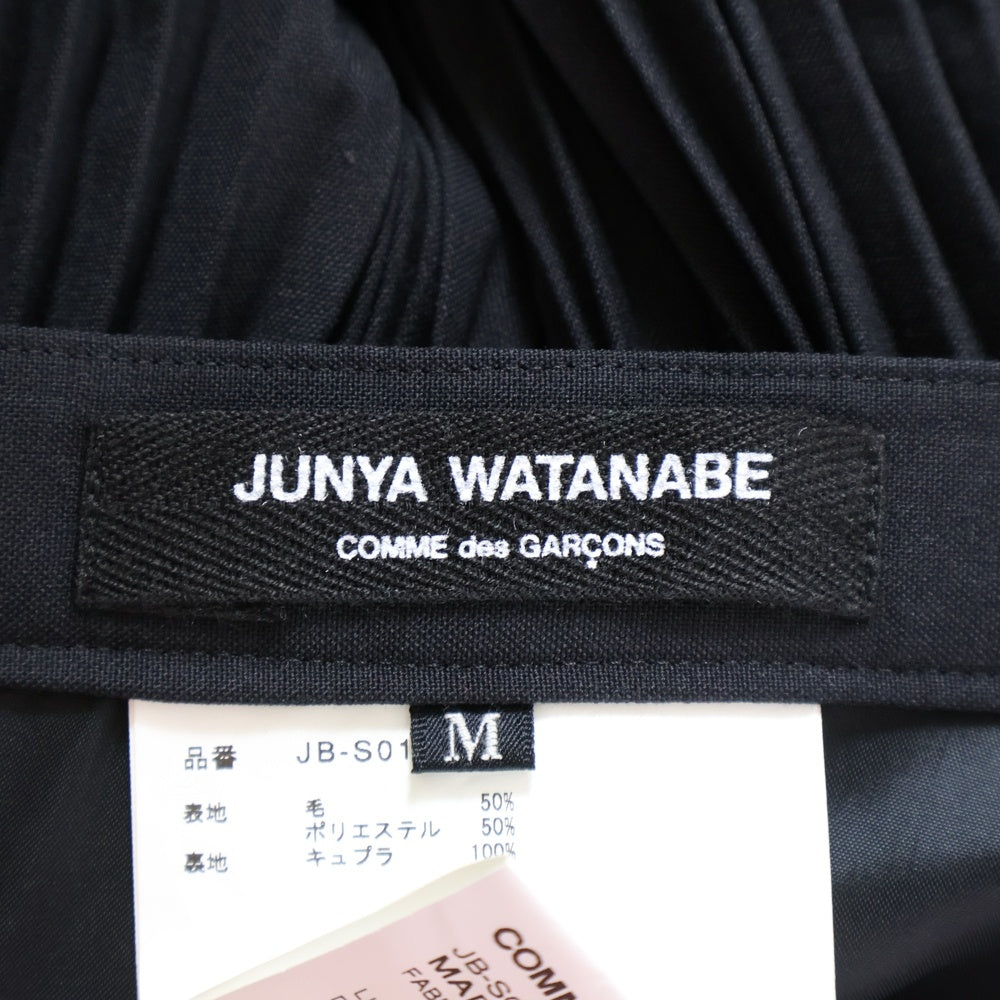 JUNYA WATANABE
COMME des GARÇONS
M
品番 JB-S01
表地 毛 50%
ポリエステル 50%
裏地 キュプラ 100%
COMM
JB-S
MA
FAB